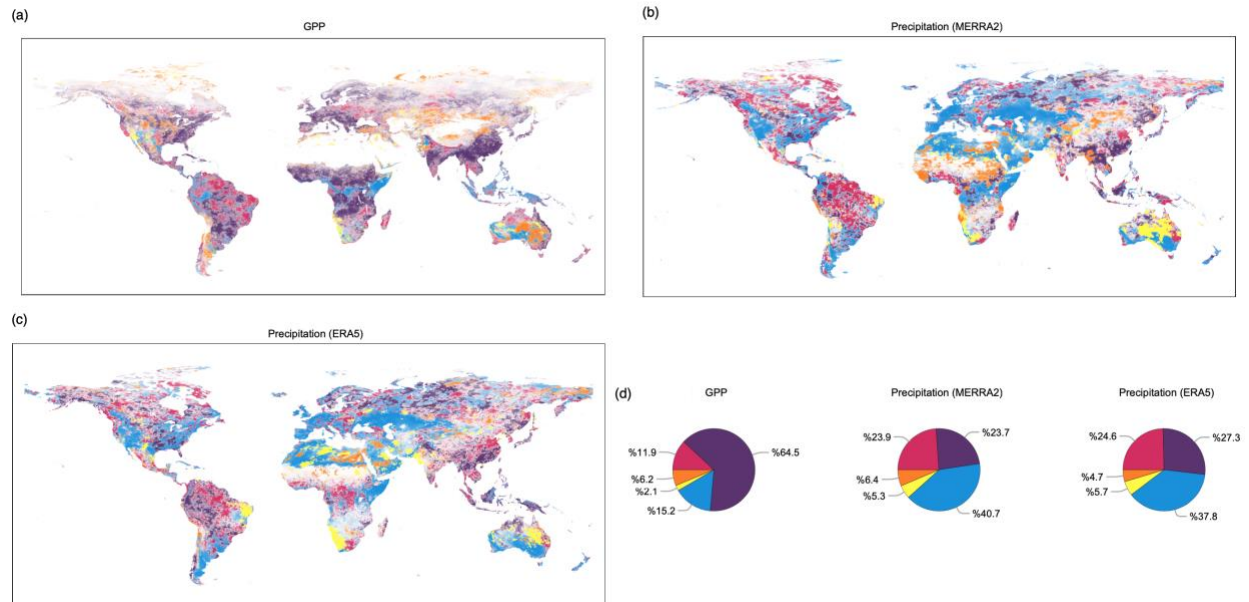 (a)
GPP
(b)
Precipitation (MERRA2)
(c)
Precipitation (ERA5)
(d)
GPP
%11.9
%64.5
%6.2
%2.1
%15.2
Precipitation (MERRA2)
%23.9
%23.7
%6.4
%5.3
%40.7
Precipitation (ERA5)
%24.6
%27.3
%4.7
%5.7
%37.8